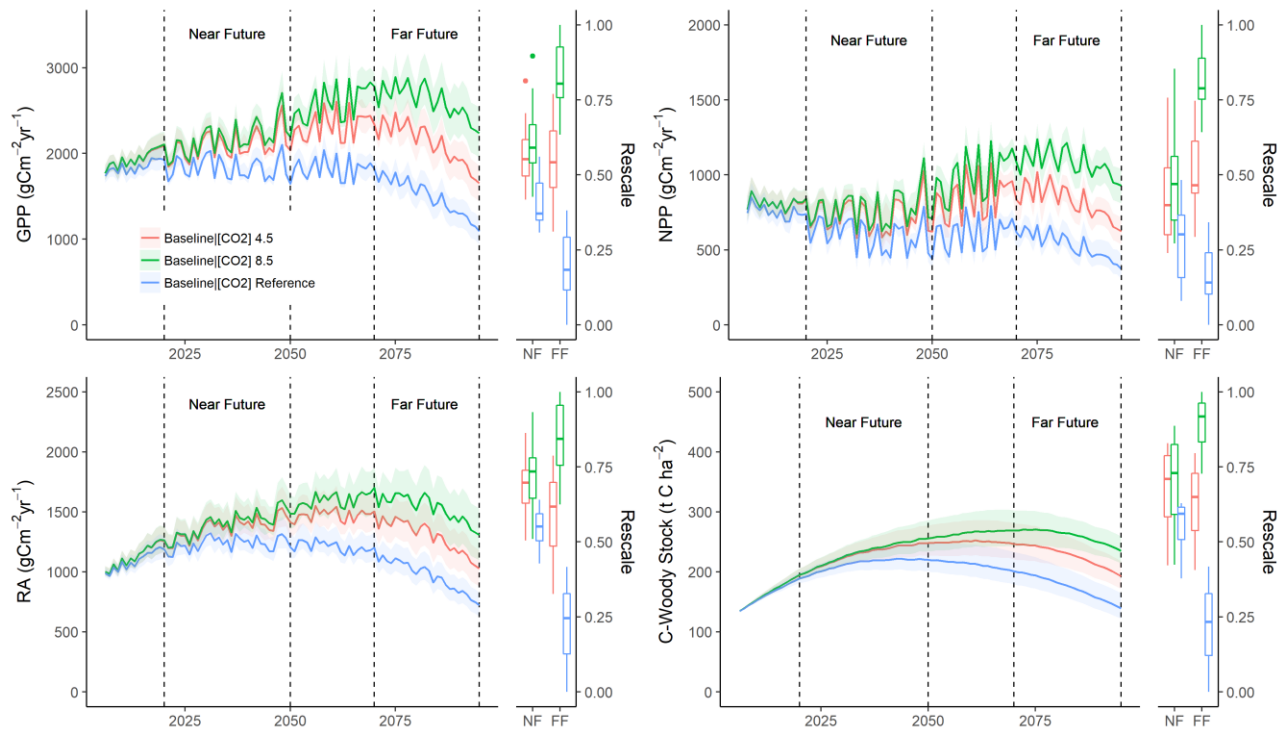 GPP (gCm−2yr−1)
3000
2000
1000
0
Near Future
Far Future
Baseline|[CO2] 4.5
Baseline|[CO2] 8.5
Baseline|[CO2] Reference
2025
2050
2075
NF
FF
1.00
0.75
0.50
0.25
0.00
Rescale
NPP (gCm−2yr−1)
2000
1500
1000
500
0
Near Future
Far Future
2025
2050
2075
NF
FF
1.00
0.75
0.50
0.25
0.00
Rescale
RA (gCm−2yr−1)
2500
2000
1500
1000
500
0
Near Future
Far Future
2025
2050
2075
NF
FF
1.00
0.75
0.50
0.25
0.00
Rescale
C−Woody Stock (t C ha−2)
500
400
300
200
100
0
Near Future
Far Future
2025
2050
2075
NF
FF
1.00
0.75
0.50
0.25
0.00
Rescale